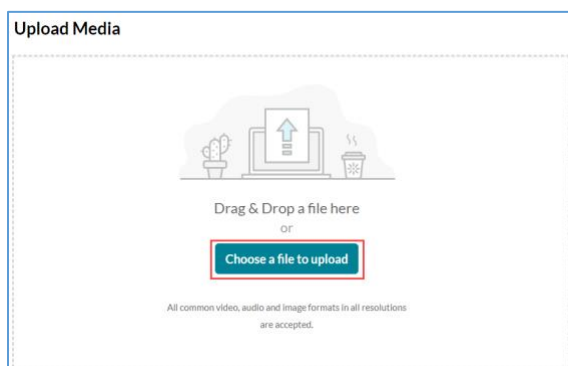 Upload Media
Drag & Drop a file here
or
Choose a file to upload
All common video, audio and image formats in all resolutions
are accepted.